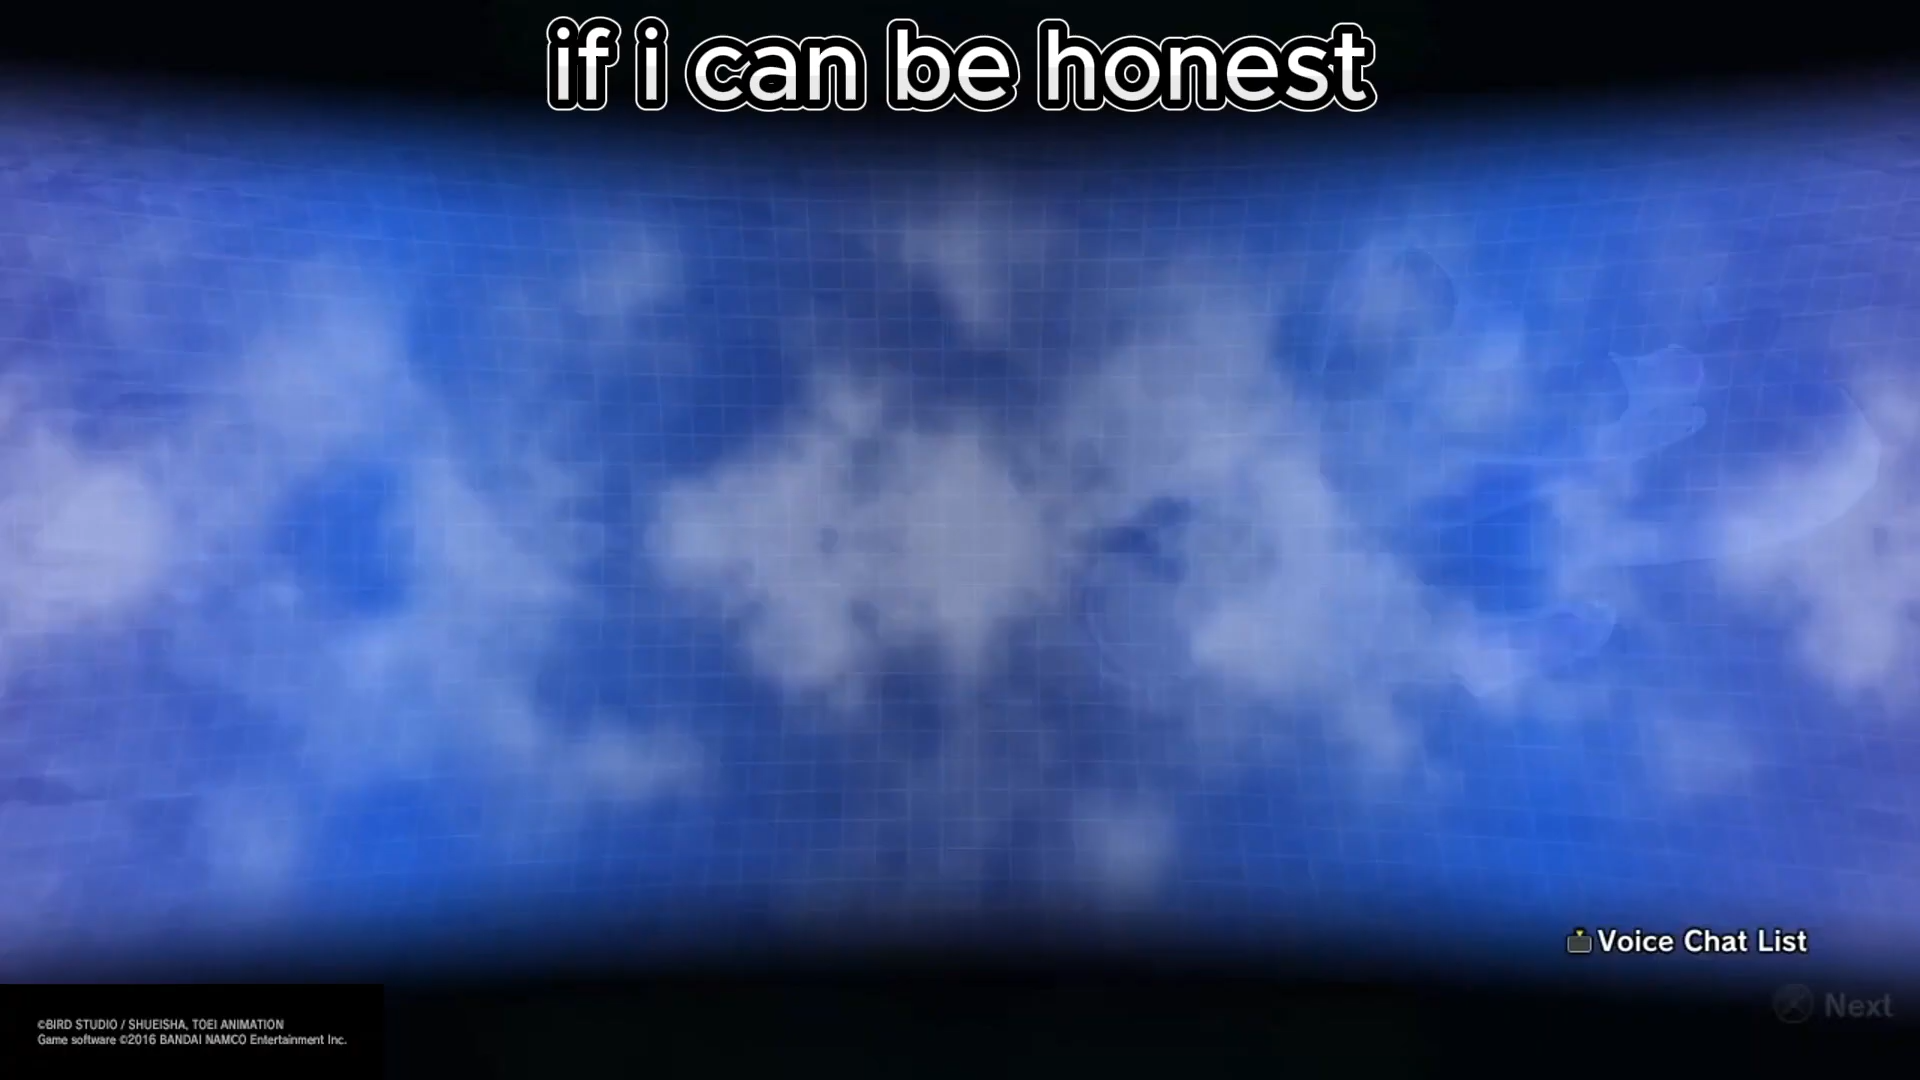 if i can be honest
Voice Chat List
Next
©BIRD STUDIO / SHUEISHA, TOEI ANIMATION
Game software ©2016 BANDAI NAMCO Entertainment Inc.